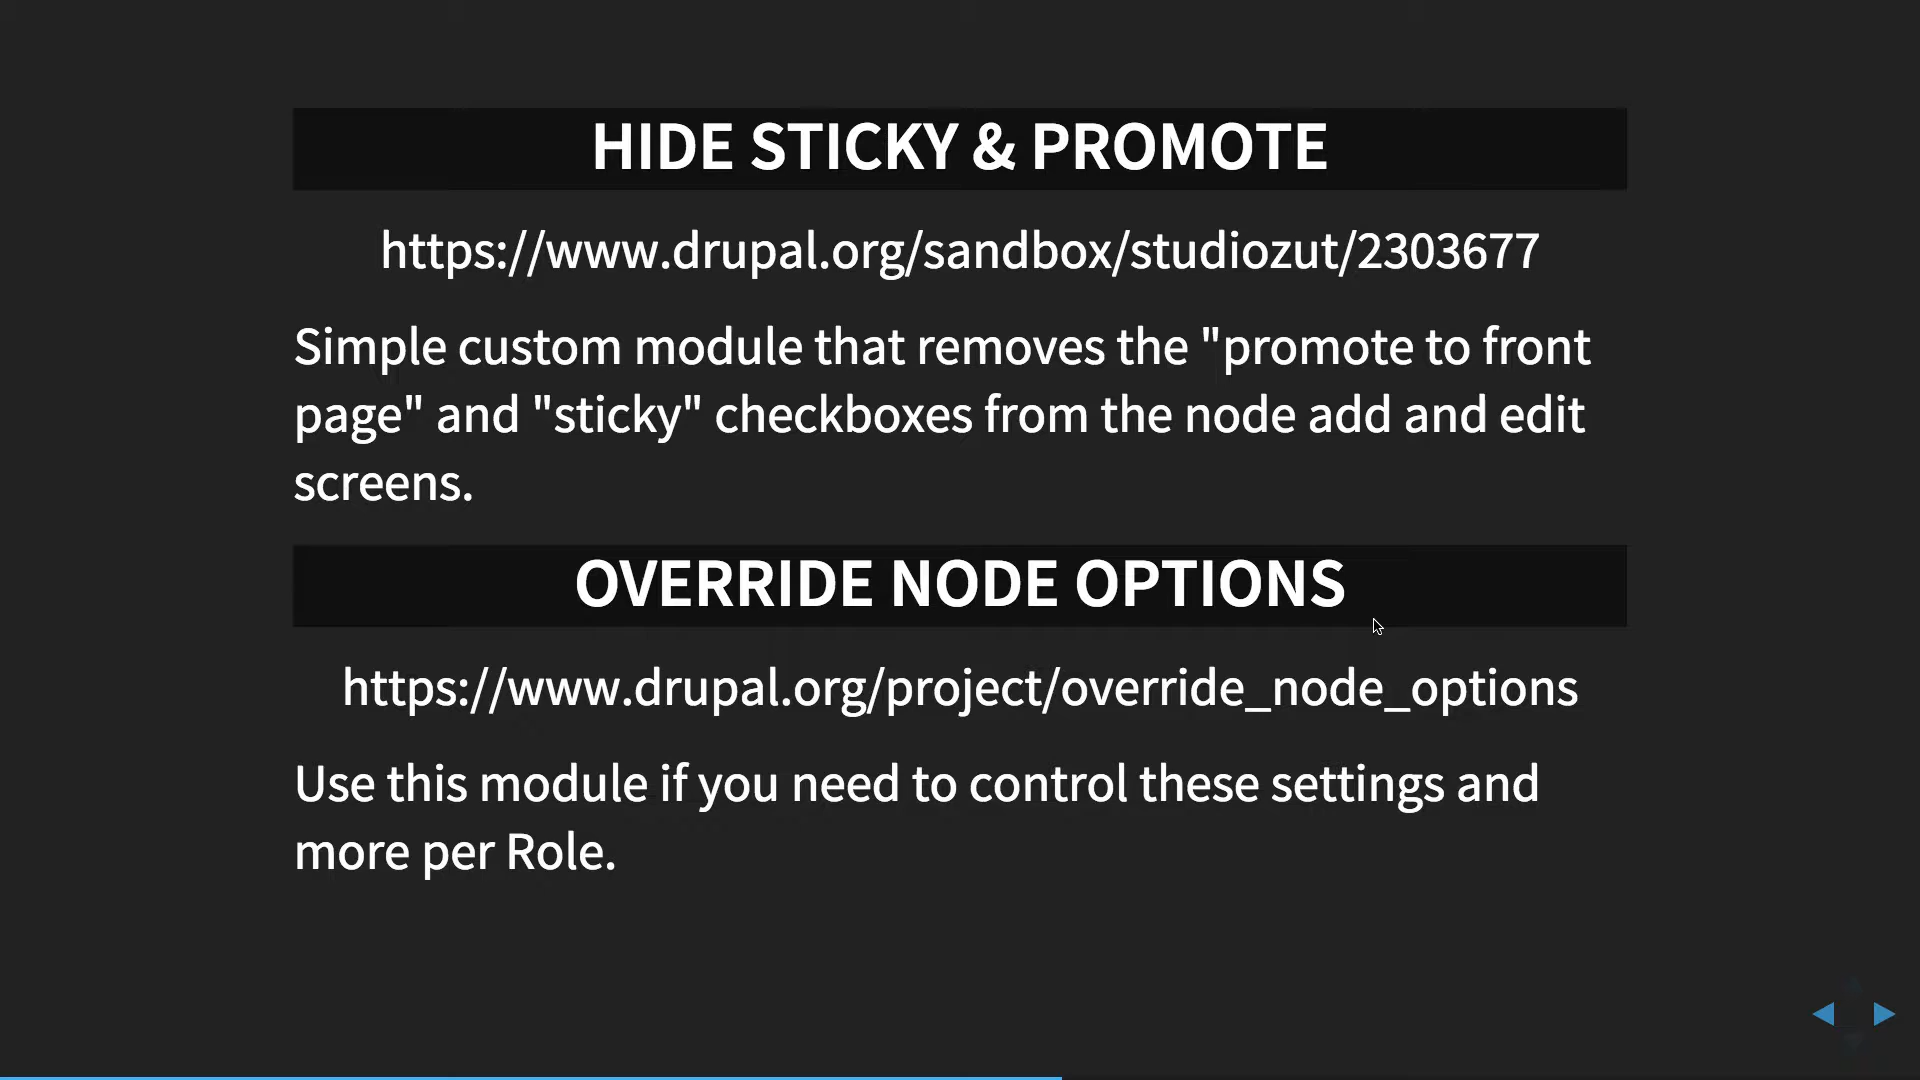 HIDE STICKY & PROMOTE
https://www.drupal.org/sandbox/studiozut/2303677
Simple custom module that removes the "promote to front
page" and "sticky" checkboxes from the node add and edit
screens.
OVERRIDE NODE OPTIONS
https://www.drupal.org/project/override_node_options
Use this module if you need to control these settings and
more per Role.